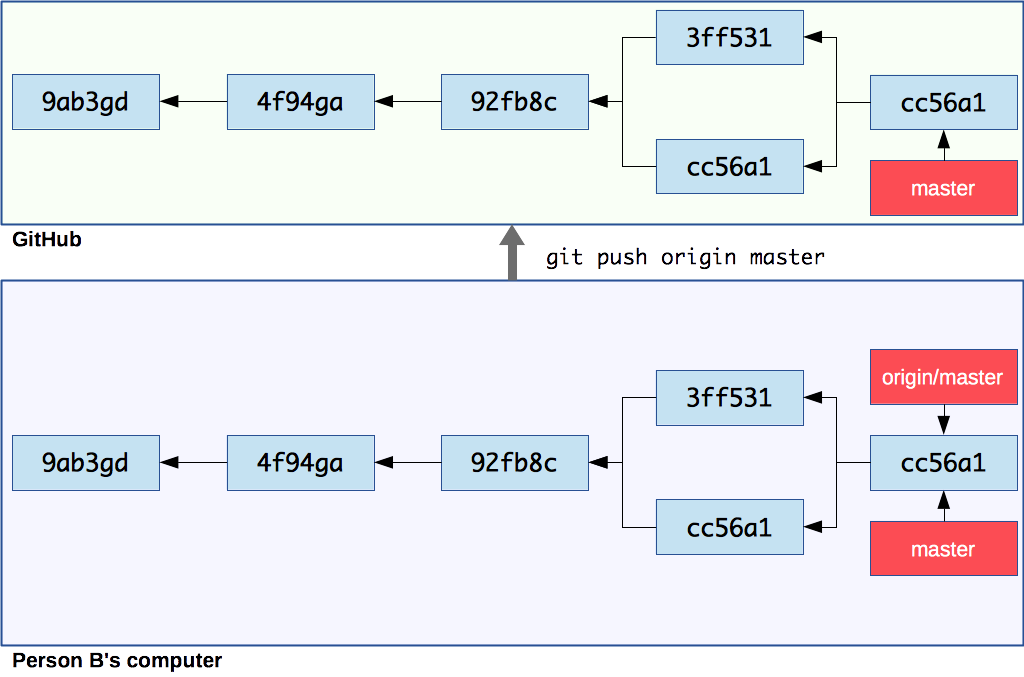 3ff531
9ab3gd
4f94ga
92fb8c
cc56a1
cc56a1
master
GitHub
git push origin master
origin/master
3ff531
9ab3gd
4f94ga
92fb8c
cc56a1
cc56a1
master
Person B's computer